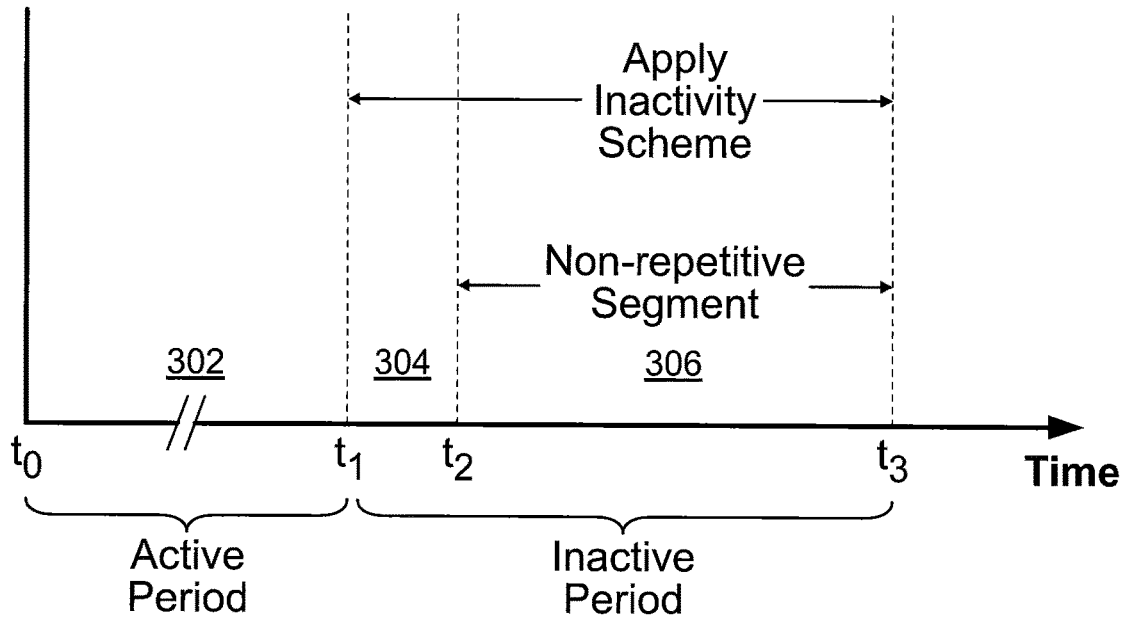 Apply
Inactivity
Scheme
Non-repetitive
Segment
302
304
306
t0
t1
t2
t3
Time
Active
Period
Inactive
Period